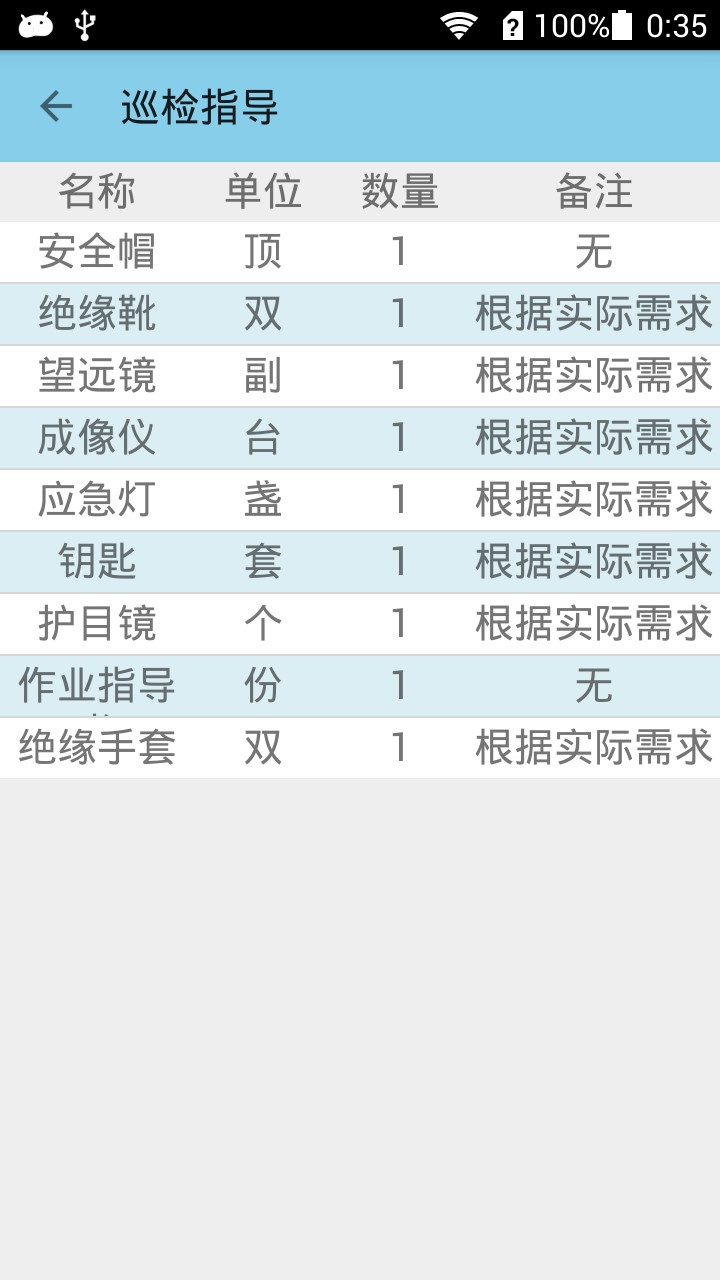 100% 0:35
巡检指导
名称 单位 数量 备注
安全帽 顶 1 无
绝缘靴 双 1 根据实际需求
望远镜 副 1 根据实际需求
成像仪 台 1 根据实际需求
应急灯 盏 1 根据实际需求
钥匙 套 1 根据实际需求
护目镜 个 1 根据实际需求
作业指导 份 1 无
绝缘手套 双 1 根据实际需求